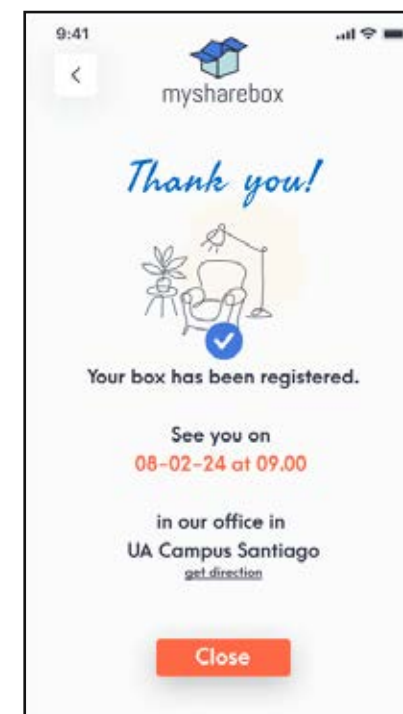 9:41
mysharebox
Thank you!
Your box has been registered.
See you on
08-02-24 at 09.00
in our office in
UA Campus Santiago
get direction
Close